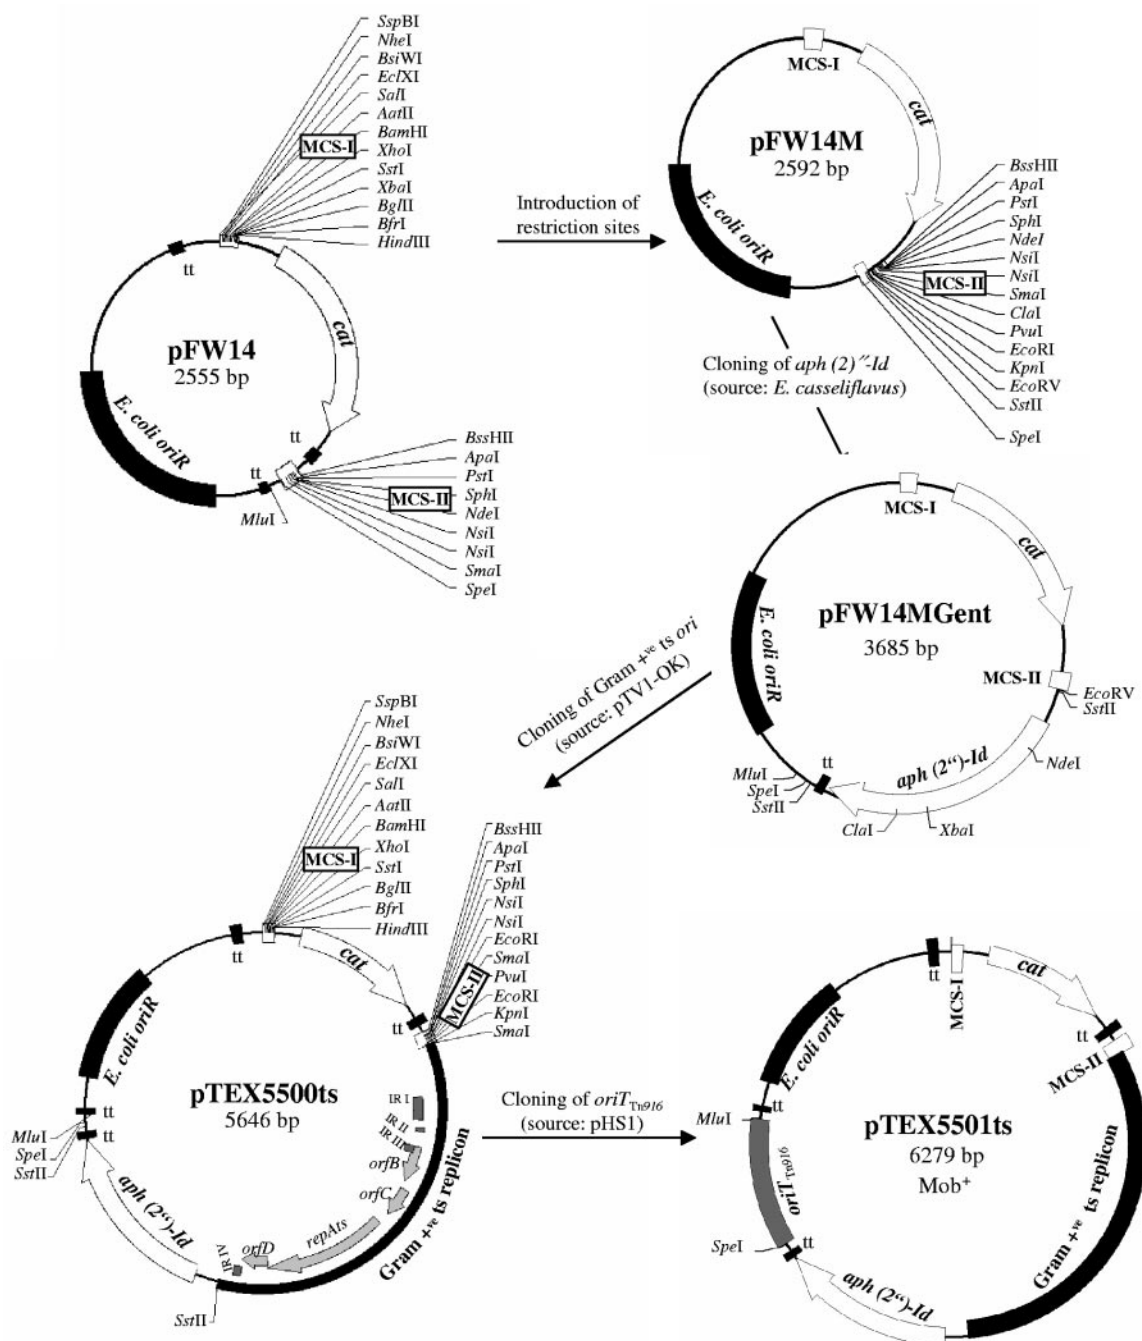 SspBI
NheI
BsiWI
EclXI
SalI
AatII
BamHI
MCS-I
XhoI
SstI
XbaI
BglII
BfrI
HindIII
tt
cat
pFW14
2555 bp
E. coli oriR
tt
tt
MluI
BssHII
ApaI
PstI
SphI
MCS-II
NdeI
NsiI
NsiI
SmaI
SpeI
Introduction of
restriction sites
MCS-I
cat
pFW14M
2592 bp
E. coli oriR
BssHII
ApaI
PstI
SphI
NdeI
NsiI
NsiI
MCS-II
SmaI
ClaI
PvuI
EcoRI
KpnI
EcoRV
SstII
SpeI
Cloning of aph (2)″-Id
(source: E. casseliflavus)
MCS-I
cat
pFW14MGent
3685 bp
E. coli oriR
MCS-II
EcoRV
SstII
NdeI
aph (2“)-Id
XbaI
ClaI
tt
MluI
SpeI
SstII
Cloning of Gram +ve ts ori
(source: pTV1-OK)
SspBI
NheI
BsiWI
EclXI
SalI
AatII
BamHI
MCS-I
XhoI
SstI
BglII
BfrI
HindIII
tt
cat
tt
BssHII
ApaI
PstI
SphI
NsiI
NsiI
EcoRI
SmaI
MCS-II
PvuI
EcoRI
KpnI
SmaI
E. coli oriR
pTEX5500ts
5646 bp
tt
MluI
SpeI
tt
SstII
aph (2“)-Id
IR I
IR II
IR III
orfB
orfC
repAts
orfD
IR IV
Gram +ve ts replicon
SstII
Cloning of oriT Tn916
(source: pHS1)
tt
MCS-I
cat
tt
MCS-II
E. coli oriR
tt
MluI
pTEX5501ts
6279 bp
Mob+
oriT Tn916
SpeI
tt
aph (2“)-Id
Gram +ve ts replicon